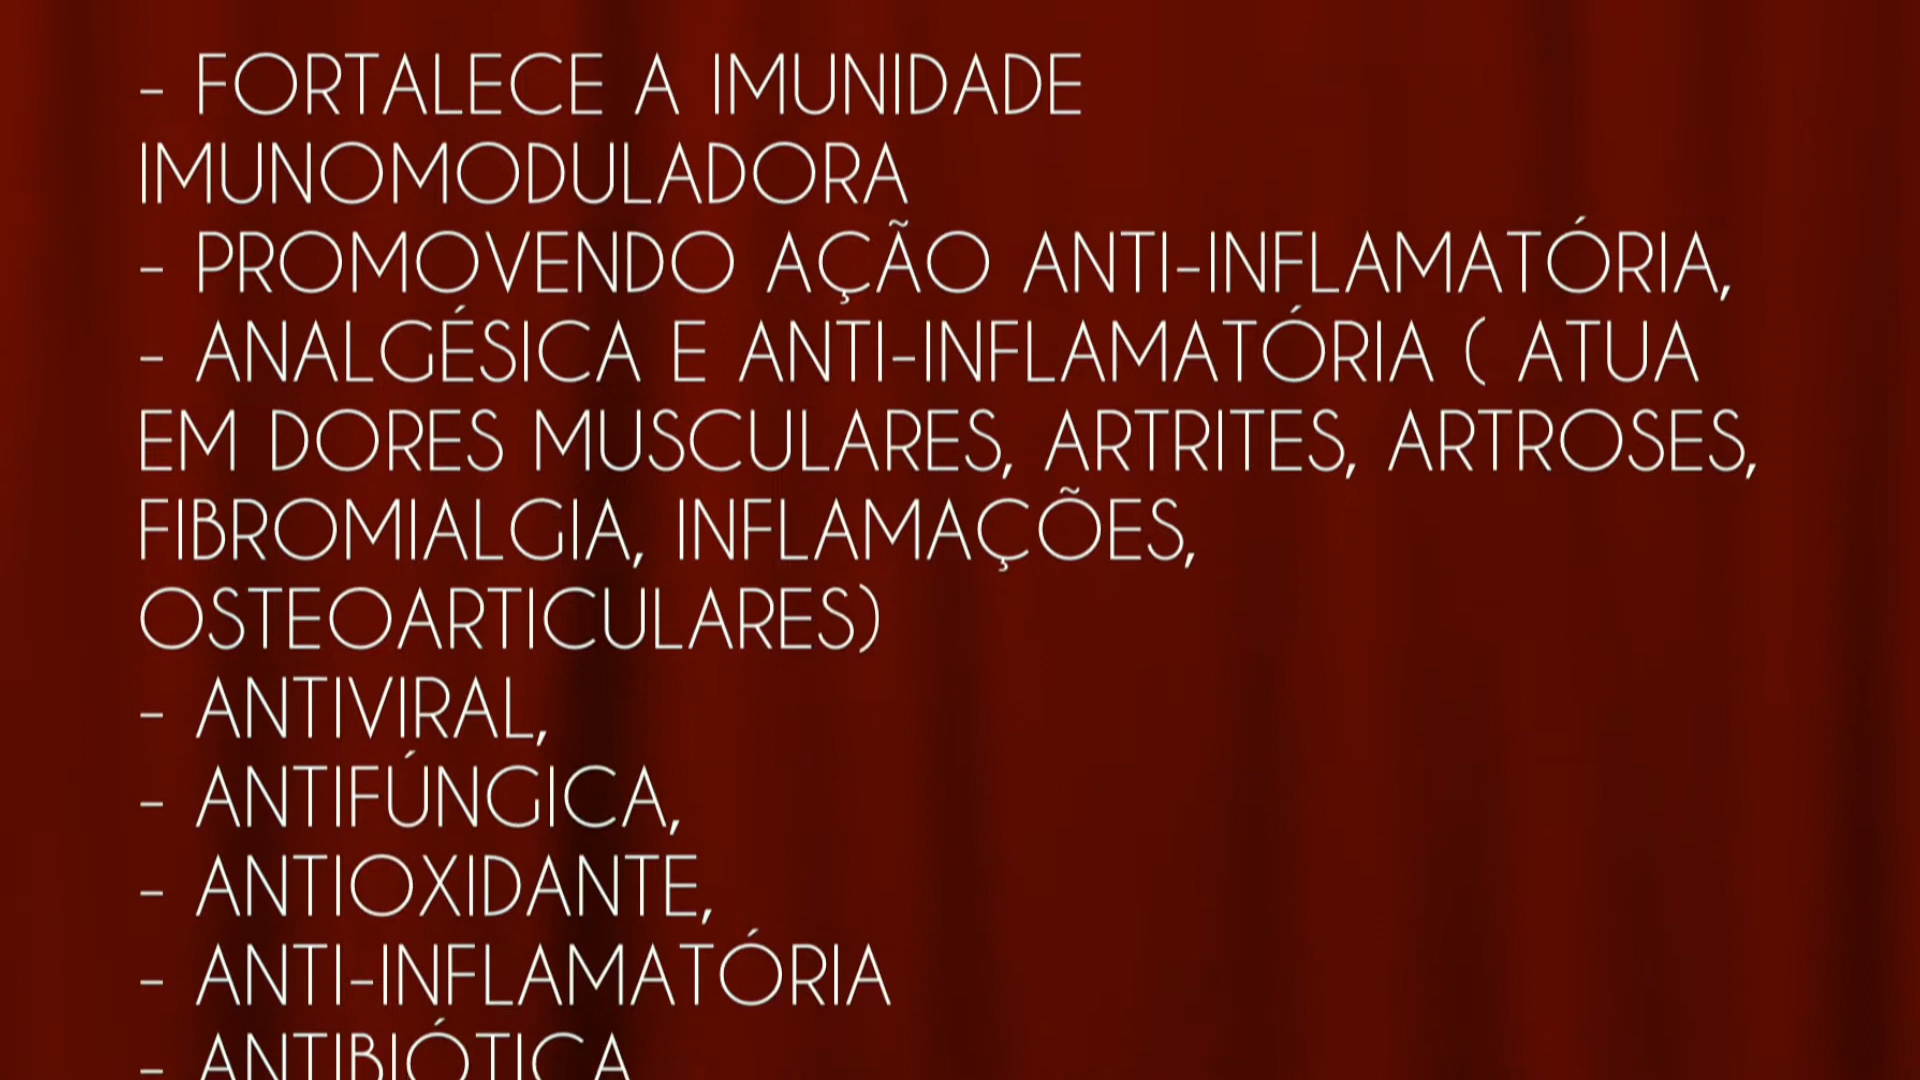 - FORTALECE A IMUNIDADE
IMUNOMODULADORA
- PROMOVENDO AÇÃO ANTI-INFLAMATÓRIA,
- ANALGÉSICA E ANTI-INFLAMATÓRIA ( ATUA
EM DORES MUSCULARES, ARTRITES, ARTROSES,
FIBROMIALGIA, INFLAMAÇÕES,
OSTEOARTICULARES)
- ANTIVIRAL,
- ANTIFÚNGICA,
- ANTIOXIDANTE,
- ANTI-INFLAMATÓRIA
- ANTIBIÓTICA